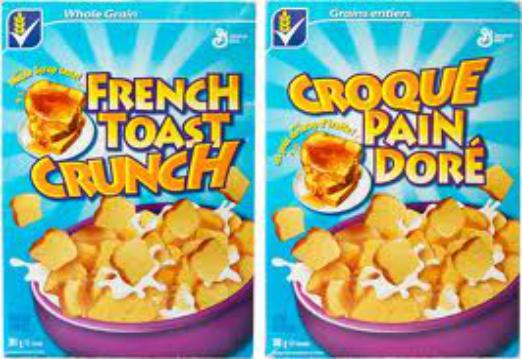 Whole Grain
FRENCH
TOAST
CRUNCH
Grains entiers
CROQUE
PAIN
DORÉ